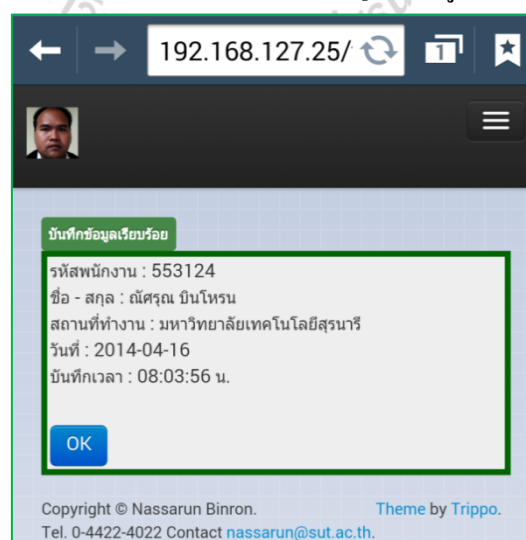 192.168.127.25/
1
บันทึกข้อมูลเรียบร้อย
รหัสพนักงาน : 553124
ชื่อ - สกุล : ณัศรุณ บินโหรน
สถานที่ทำงาน : มหาวิทยาลัยเทคโนโลยีสุรนารี
วันที่ : 2014-04-16
บันทึกเวลา : 08:03:56 น.
OK
Copyright © Nassarun Binron. Theme by Trippo.
Tel. 0-4422-4022 Contact nassarun@sut.ac.th.